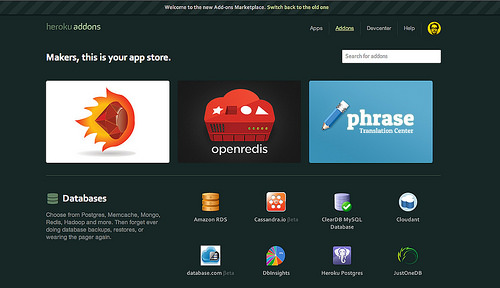 Welcome to the new Add-ons Marketplace. Switch back to the old one
heroku addons
Apps Addons Devcenter Help
Makers, this is your app store.
Search for addons
openredis
phrase
Translation Center
Databases
Choose from Postgres, Memcache, Mongo,
Redis, Hadoop and more. Then forget ever
doing database backups, restores, or
wearing the pager again.
Amazon RDS
Cassandra.io βeta
ClearDB MySQL
Database
Cloudant
database.com βeta
DbInsights
Heroku Postgres
JustOneDB